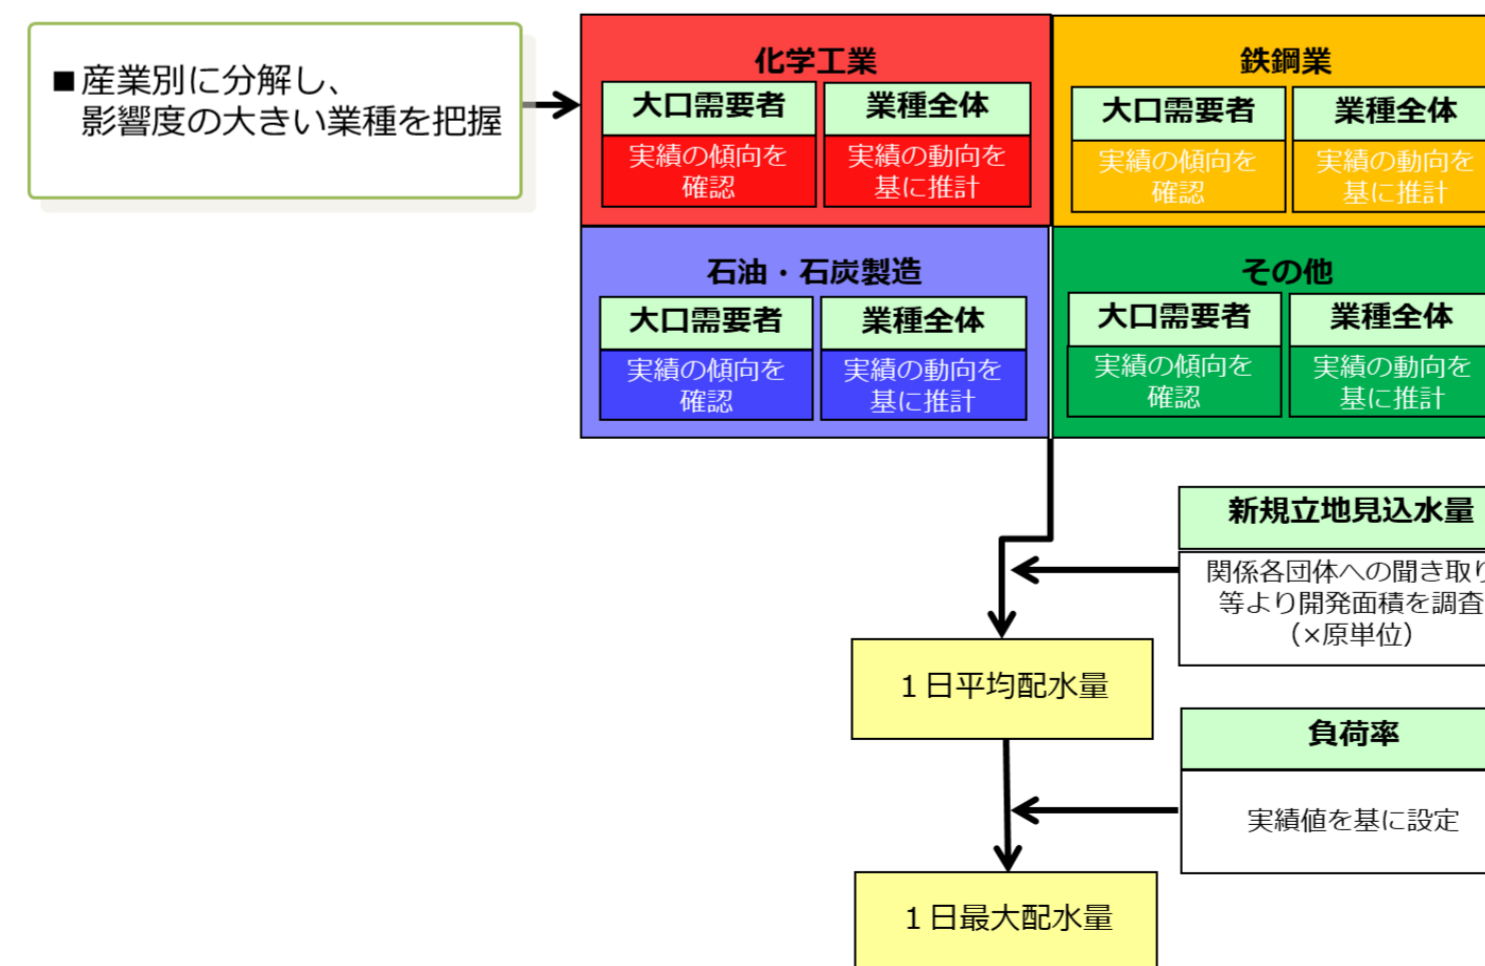 ■産業別に分解し、
影響度の大きい業種を把握
化学工業
大口需要者
実績の傾向を
確認
業種全体
実績の動向を
基に推計
鉄鋼業
大口需要者
実績の傾向を
確認
業種全体
実績の動向を
基に推計
石油・石炭製造
大口需要者
実績の傾向を
確認
業種全体
実績の動向を
基に推計
その他
大口需要者
実績の傾向を
確認
業種全体
実績の動向を
基に推計
新規立地見込水量
関係各団体への聞き取り
等より開発面積を調査
（×原単位）
１日平均配水量
負荷率
実績値を基に設定
１日最大配水量